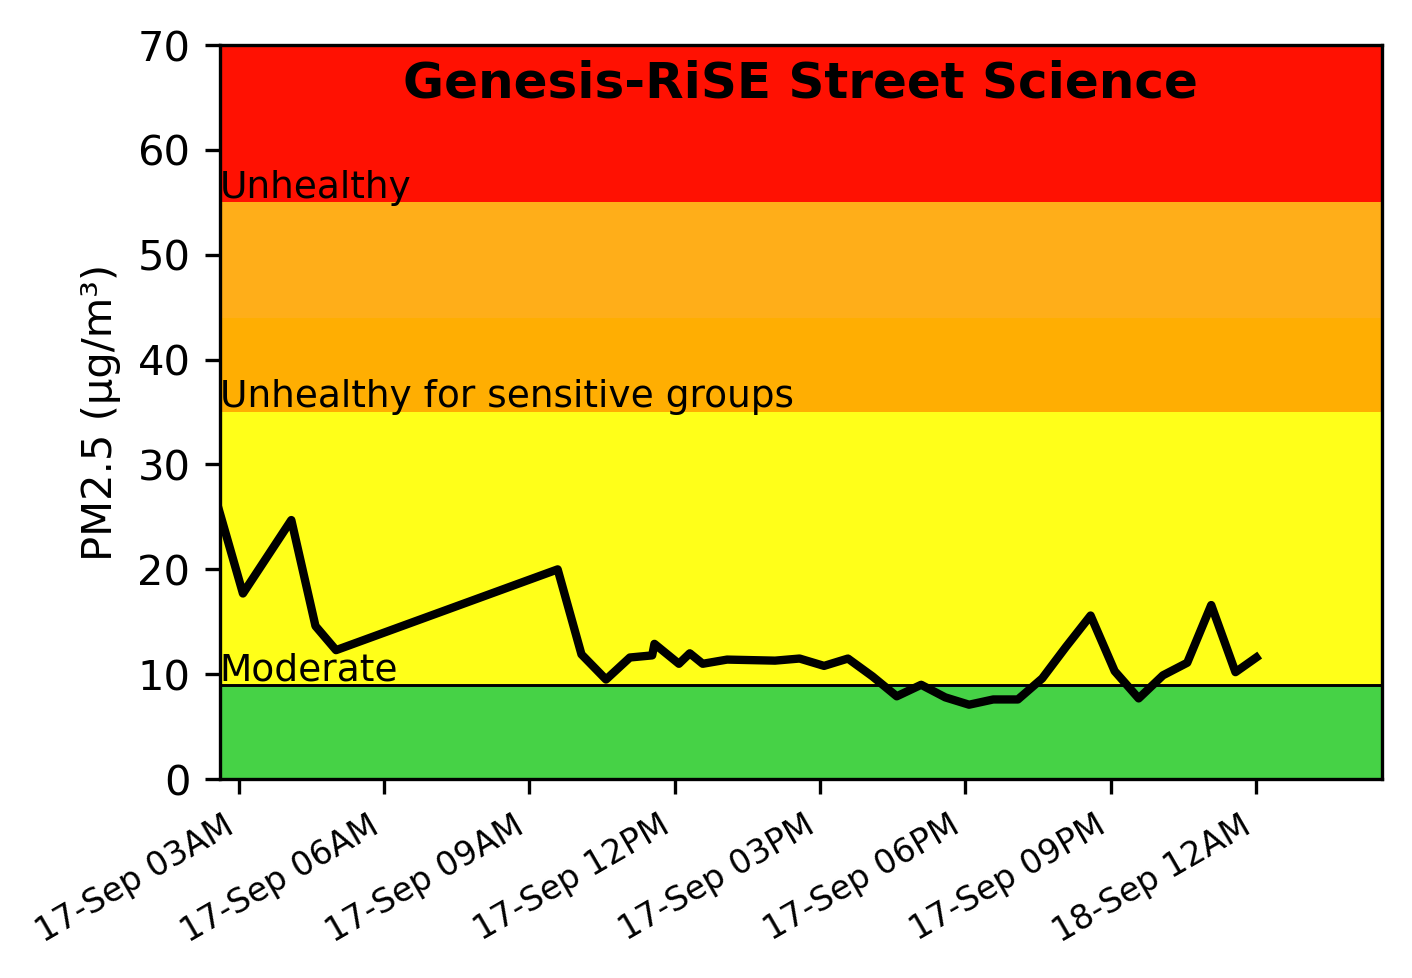 Genesis-RiSE Street Science
70
60
Unhealthy
50
40
Unhealthy for sensitive groups
30
20
Moderate
10
0
PM2.5 (µg/m³)
17-Sep 03AM
17-Sep 06AM
17-Sep 09AM
17-Sep 12PM
17-Sep 03PM
17-Sep 06PM
17-Sep 09PM
18-Sep 12AM